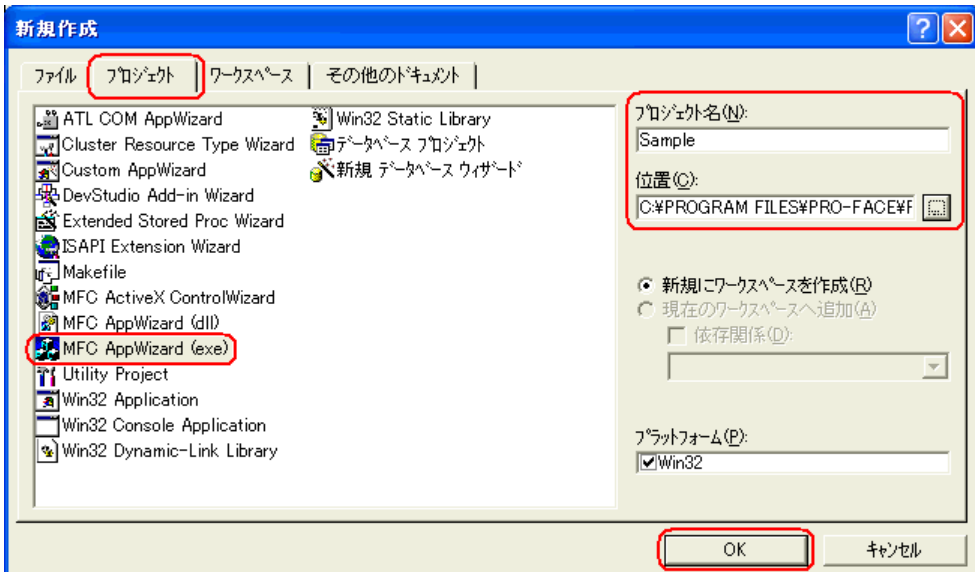 新規作成
ファイル プロジェクト ワークスペース その他のドキュメント
ATL COM AppWizard
Cluster Resource Type Wizard
Custom AppWizard
DevStudio Add-in Wizard
Extended Stored Proc Wizard
ISAPI Extension Wizard
Makefile
MFC ActiveX ControlWizard
MFC AppWizard (dll)
MFC AppWizard (exe)
Utility Project
Win32 Application
Win32 Console Application
Win32 Dynamic-Link Library
Win32 Static Library
データベース プロジェクト
新規 データベース ウィザード
プロジェクト名(N):
Sample
位置(C):
C:¥PROGRAM FILES¥PRO-FACE¥F
...
新規にワークスペースを作成(R)
現在のワークスペースへ追加(A)
依存関係(D):
プラットフォーム(P):
Win32
OK キャンセル